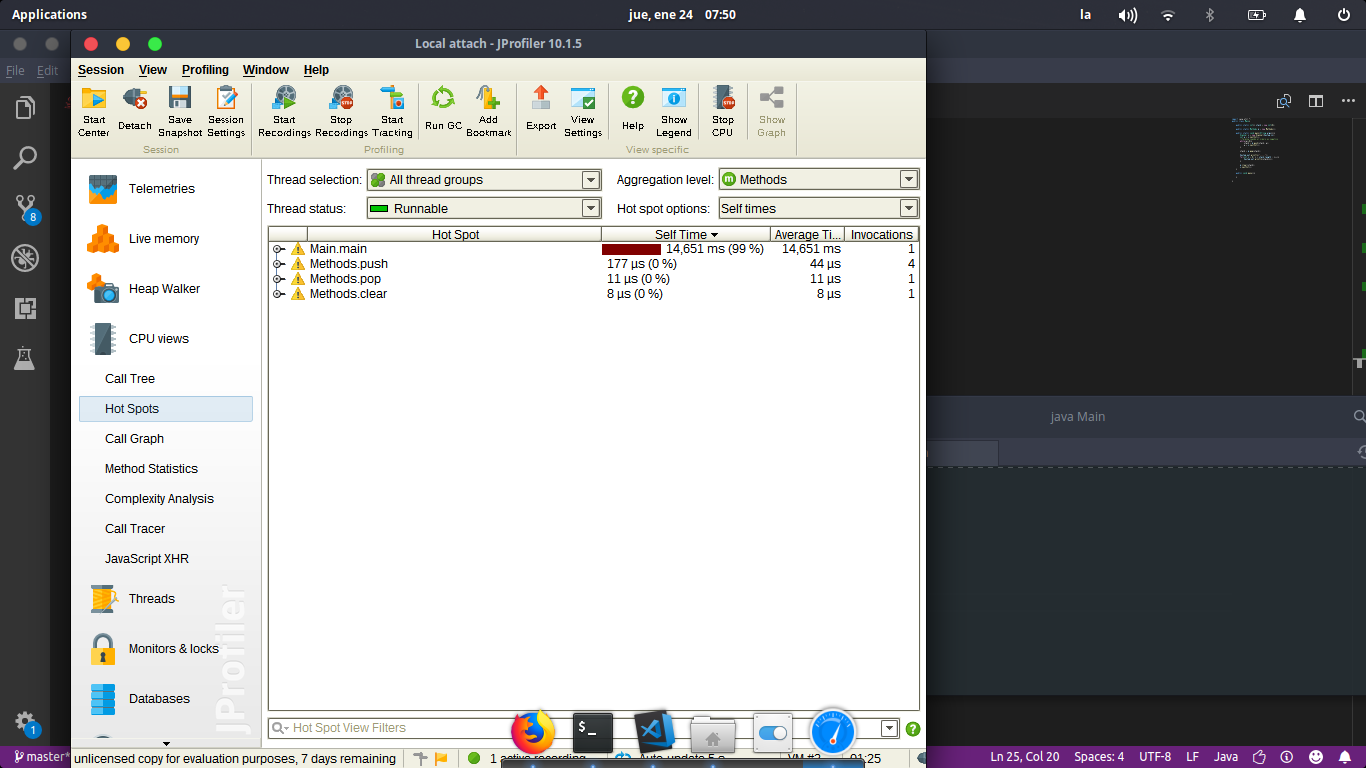 Applications
jue, ene 24 07:50
la
Local attach - JProfiler 10.1.5
File Edit
Session View Profiling Window Help
Start Center
Detach
Save Snapshot
Session Settings
Start Recordings
Stop Recordings
Start Tracking
Run GC
Add Bookmark
Export
View Settings
Help
Show Legend
Stop CPU
Show Graph
Session
Profiling
View specific
Telemetries
Live memory
Heap Walker
CPU views
Call Tree
Hot Spots
Call Graph
Method Statistics
Complexity Analysis
Call Tracer
JavaScript XHR
Threads
Monitors & locks
Databases
JProfiler
8
1
Thread selection: All thread groups
Aggregation level: Methods
Thread status: Runnable
Hot spot options: Self times
Hot Spot Self Time Average Ti... Invocations
Main.main 14,651 ms (99 %) 14,651 ms 1
Methods.push 177 µs (0 %) 44 µs 4
Methods.pop 11 µs (0 %) 11 µs 1
Methods.clear 8 µs (0 %) 8 µs 1
java Main
Hot Spot View Filters
unlicensed copy for evaluation purposes, 7 days remaining
1 active recording
Auto-update 5 s
VM #2
01:25
master*
Ln 25, Col 20 Spaces: 4 UTF-8 LF Java